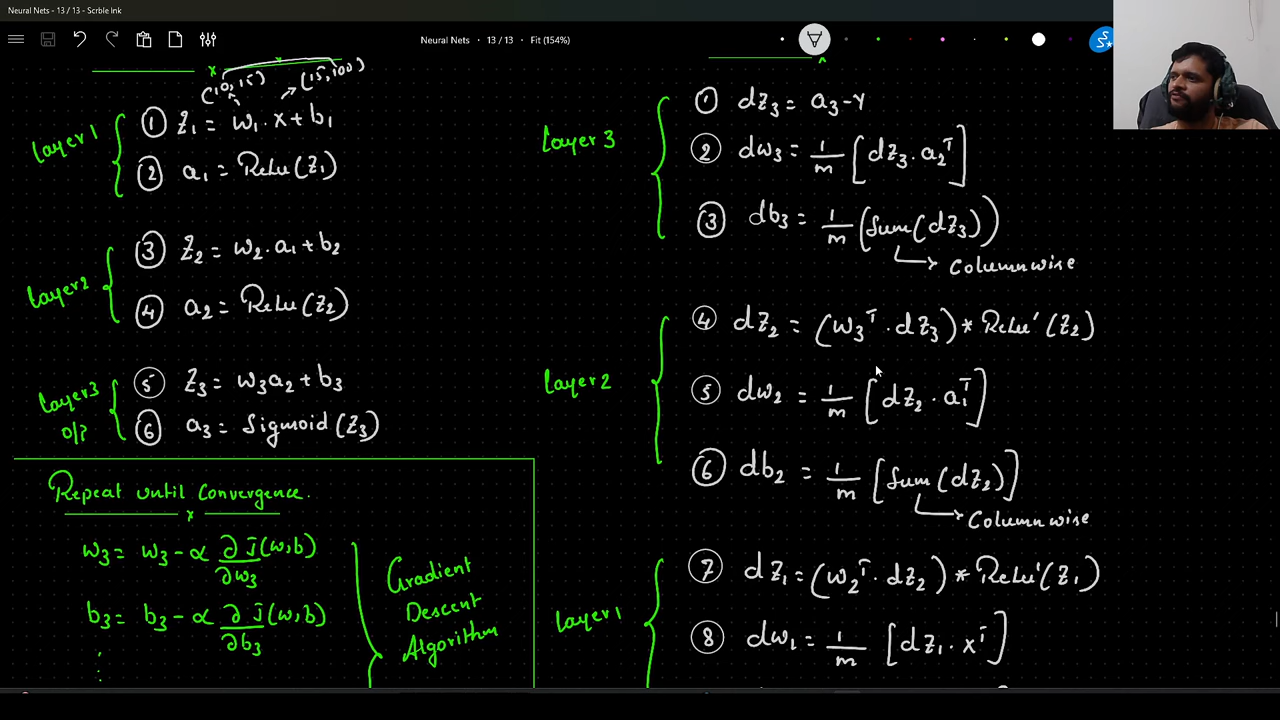 Neural Nets - 13 / 13 - Scrble Ink
Neural Nets • 13 / 13 • Fit (154%)
(10,15) (15,100)
Layer 1
① Z₁ = w₁ . x + b₁
② a₁ = Relu(Z₁)
Layer 2
③ Z₂ = w₂ . a₁ + b₂
④ a₂ = Relu(Z₂)
Layer 3
O/P
⑤ Z₃ = w₃a₂ + b₃
⑥ a₃ = Sigmoid(Z₃)
Repeat until Convergence.
w₃ = w₃ - α ∂J(w,b)
∂w₃
b₃ = b₃ - α ∂J(w,b)
∂b₃
Gradient
Descent
Algorithm
Layer 3
① dz₃ = a₃ - Y
② dw₃ = 1/m [dz₃ . a₂ᵀ]
③ db₃ = 1/m (Sum(dz₃))
Columnwise
Layer 2
④ dz₂ = (w₃ᵀ . dz₃) * Relu'(Z₂)
⑤ dw₂ = 1/m [dz₂ . a₁ᵀ]
⑥ db₂ = 1/m [Sum(dz₂)]
Columnwise
Layer 1
⑦ dz₁ = (w₂ᵀ . dz₂) * Relu'(Z₁)
⑧ dw₁ = 1/m [dz₁ . xᵀ]